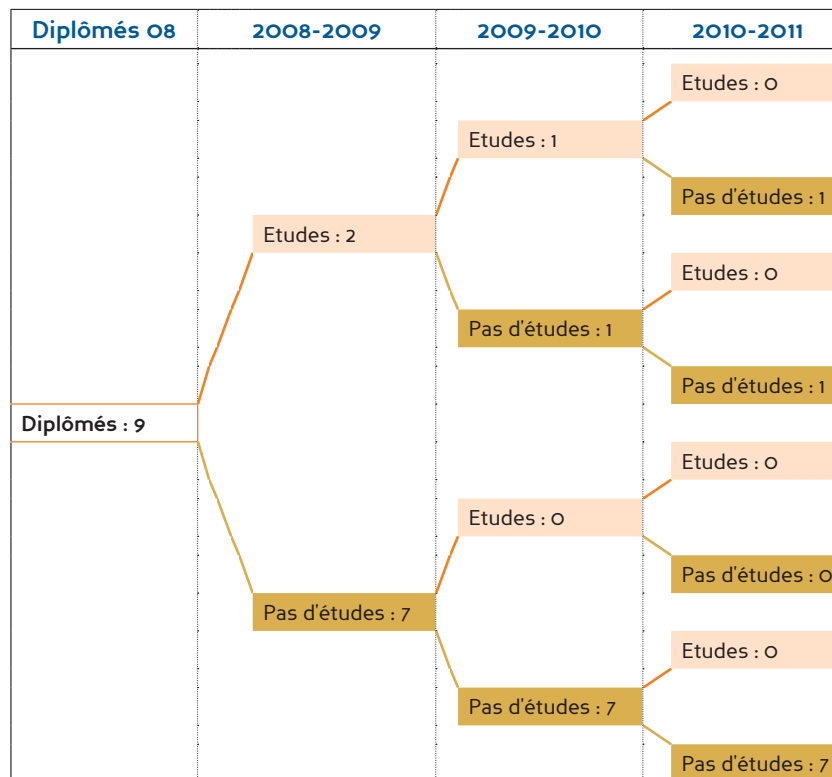 Diplômés 08 2008-2009 2009-2010 2010-2011
Etudes : 0
Etudes : 1
Pas d'études : 1
Etudes : 2
Etudes : 0
Pas d'études : 1
Pas d'études : 1
Diplômés : 9
Etudes : 0
Etudes : 0
Pas d'études : 0
Pas d'études : 7
Etudes : 0
Pas d'études : 7
Pas d'études : 7